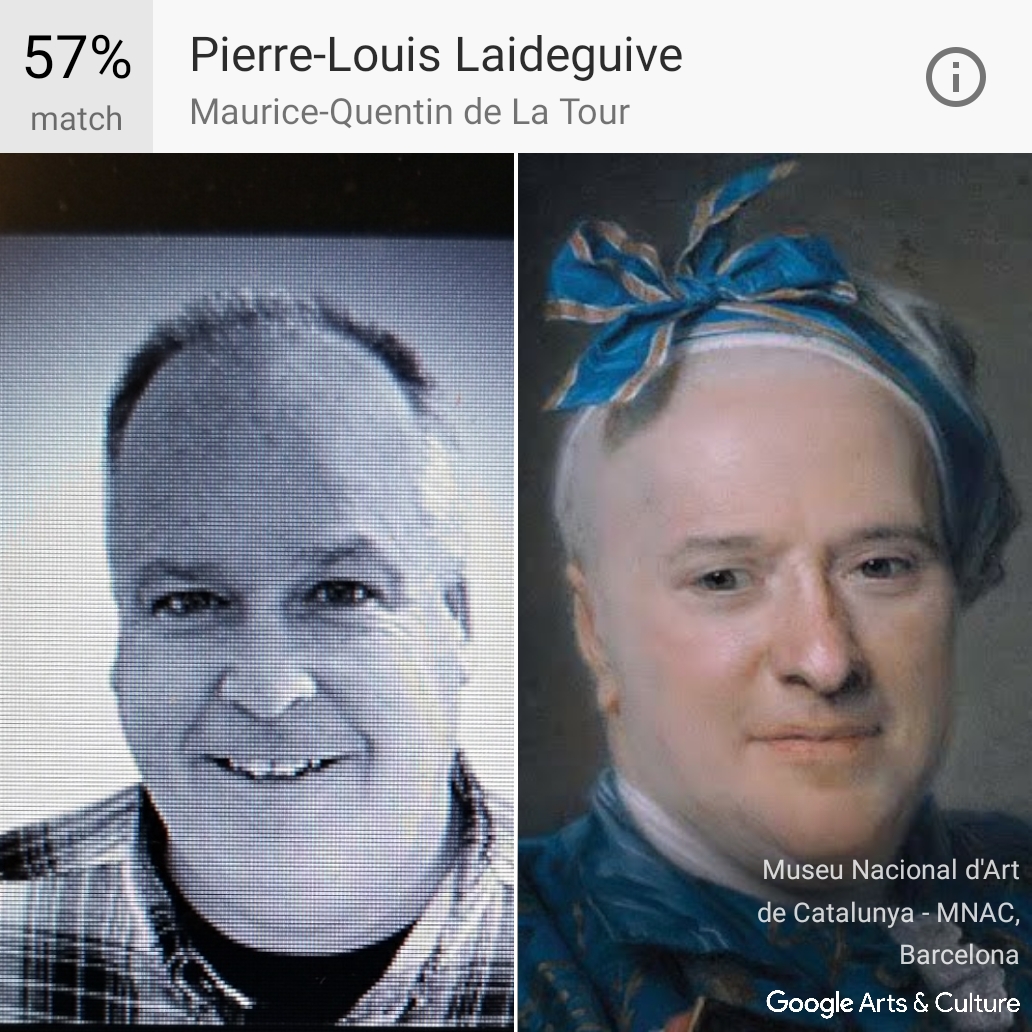 57%
match
Pierre-Louis Laideguive
Maurice-Quentin de La Tour
Museu Nacional d'Art
de Catalunya - MNAC,
Barcelona
Google Arts & Culture